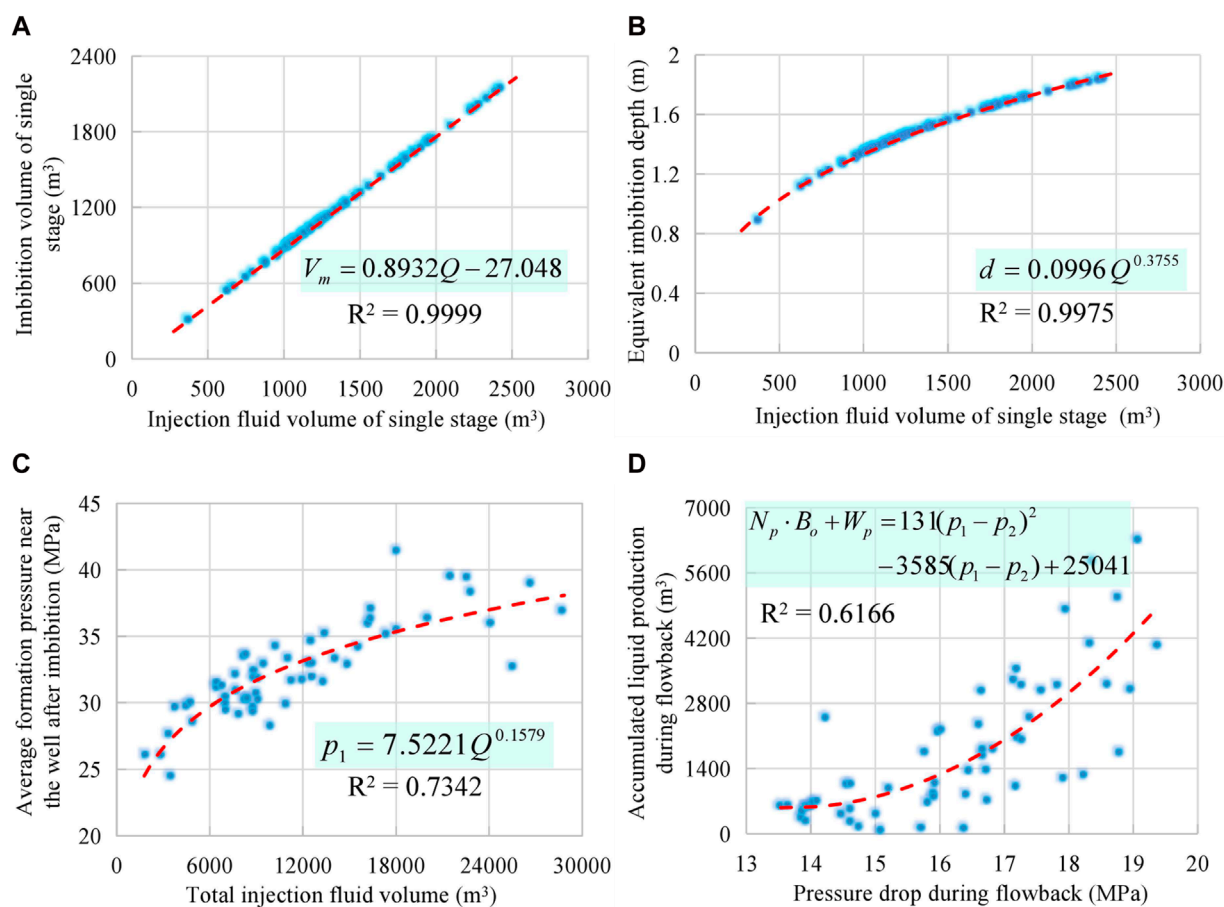 A
Imbibition volume of single
stage (m³)
2400
1800
1200
600
0
V_m = 0.8932Q − 27.048
R² = 0.9999
0 500 1000 1500 2000 2500 3000
Injection fluid volume of single stage (m³)
B
Equivalent imbibition depth (m)
2
1.6
1.2
0.8
0.4
0
d = 0.0996 Q^0.3755
R² = 0.9975
0 500 1000 1500 2000 2500 3000
Injection fluid volume of single stage (m³)
C
Average formation pressure near
the well after imbibition (MPa)
45
40
35
30
25
20
p₁ = 7.5221Q^0.1579
R² = 0.7342
0 6000 12000 18000 24000 30000
Total injection fluid volume (m³)
D
Accumulated liquid production
during flowback (m³)
7000
5600
4200
2800
1400
0
N_p · B_o + W_p = 131(p₁ − p₂)²
−3585(p₁ − p₂) + 25041
R² = 0.6166
13 14 15 16 17 18 19 20
Pressure drop during flowback (MPa)